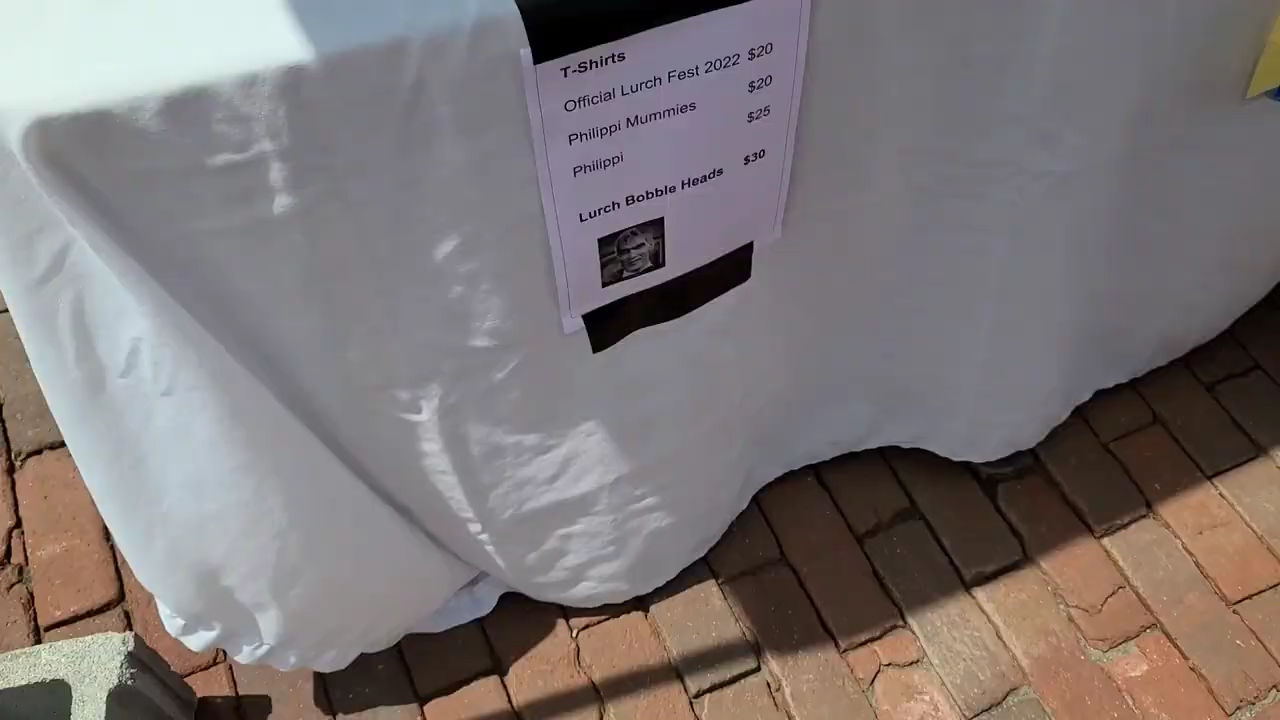 T-Shirts
Official Lurch Fest 2022 $20
Philippi Mummies $20
Philippi $25
Lurch Bobble Heads $30